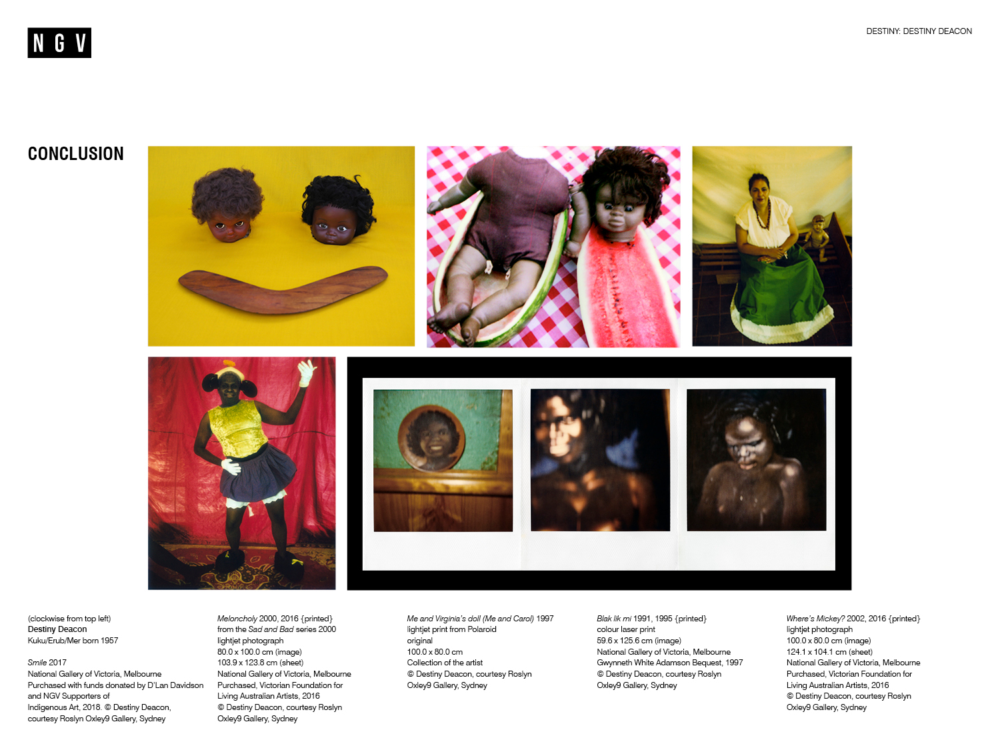 NGV
DESTINY: DESTINY DEACON
CONCLUSION
(clockwise from top left)
Destiny Deacon
Kuku/Erub/Mer born 1957
Smile 2017
National Gallery of Victoria, Melbourne
Purchased with funds donated by D'Lan Davidson
and NGV Supporters of
Indigenous Art, 2018. © Destiny Deacon,
courtesy Roslyn Oxley9 Gallery, Sydney
Meloncholy 2000, 2016 {printed}
from the Sad and Bad series 2000
lightjet photograph
80.0 x 100.0 cm (image)
103.9 x 123.8 cm (sheet)
National Gallery of Victoria, Melbourne
Purchased, Victorian Foundation for
Living Australian Artists, 2016
© Destiny Deacon, courtesy Roslyn
Oxley9 Gallery, Sydney
Me and Virginia's doll (Me and Carol) 1997
lightjet print from Polaroid
original
100.0 x 80.0 cm
Collection of the artist
© Destiny Deacon, courtesy Roslyn
Oxley9 Gallery, Sydney
Blak lik mi 1991, 1995 {printed}
colour laser print
59.6 x 125.6 cm (image)
National Gallery of Victoria, Melbourne
Gwynneth White Adamson Bequest, 1997
© Destiny Deacon, courtesy Roslyn
Oxley9 Gallery, Sydney
Where's Mickey? 2002, 2016 {printed}
lightjet photograph
100.0 x 80.0 cm (image)
124.1 x 104.1 cm (sheet)
National Gallery of Victoria, Melbourne
Purchased, Victorian Foundation for
Living Australian Artists, 2016
© Destiny Deacon, courtesy Roslyn
Oxley9 Gallery, Sydney